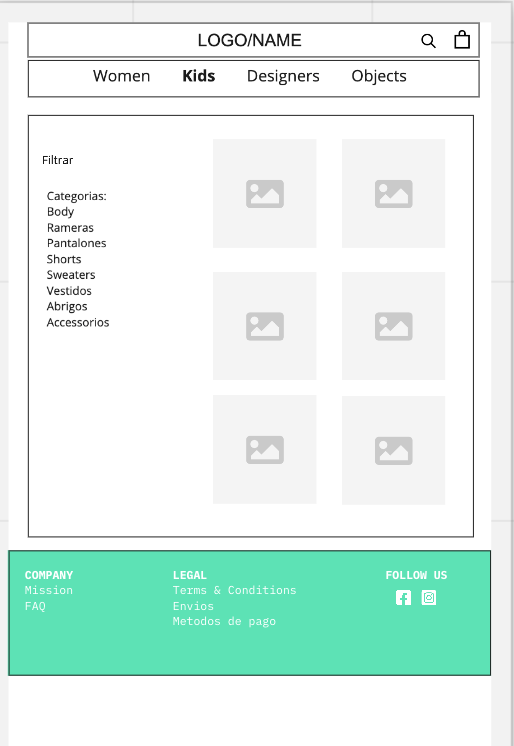 LOGO/NAME
Women Kids Designers Objects
Filtrar
Categorias:
Body
Rameras
Pantalones
Shorts
Sweaters
Vestidos
Abrigos
Accessorios
COMPANY
Mission
FAQ
LEGAL
Terms & Conditions
Envios
Metodos de pago
FOLLOW US